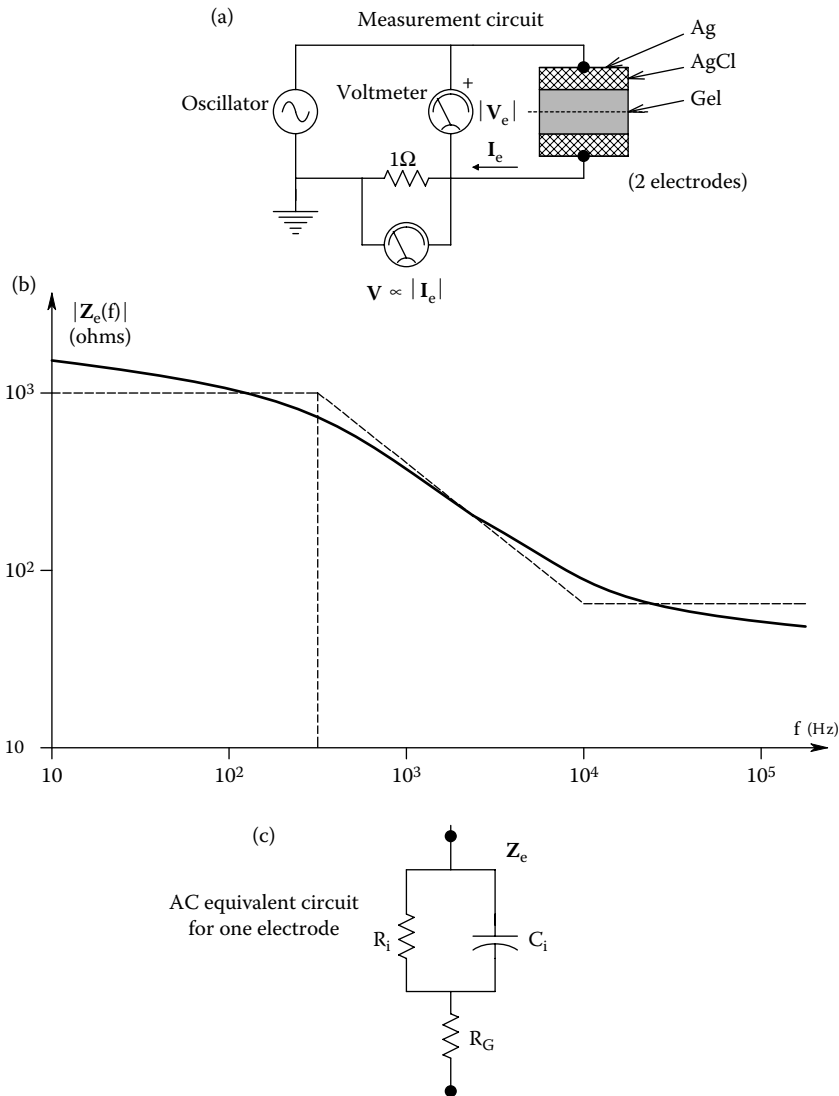 (a)
Measurement circuit
Oscillator
Voltmeter
+
|Vₑ|
Ag
AgCl
Gel
1Ω
Iₑ
(2 electrodes)
V ∝ |Iₑ|
(b)
|Zₑ(f)|
(ohms)
10³
10²
10
f (Hz)
10
10²
10³
10⁴
10⁵
(c)
Zₑ
AC equivalent circuit
for one electrode
Rᵢ
Cᵢ
R_G